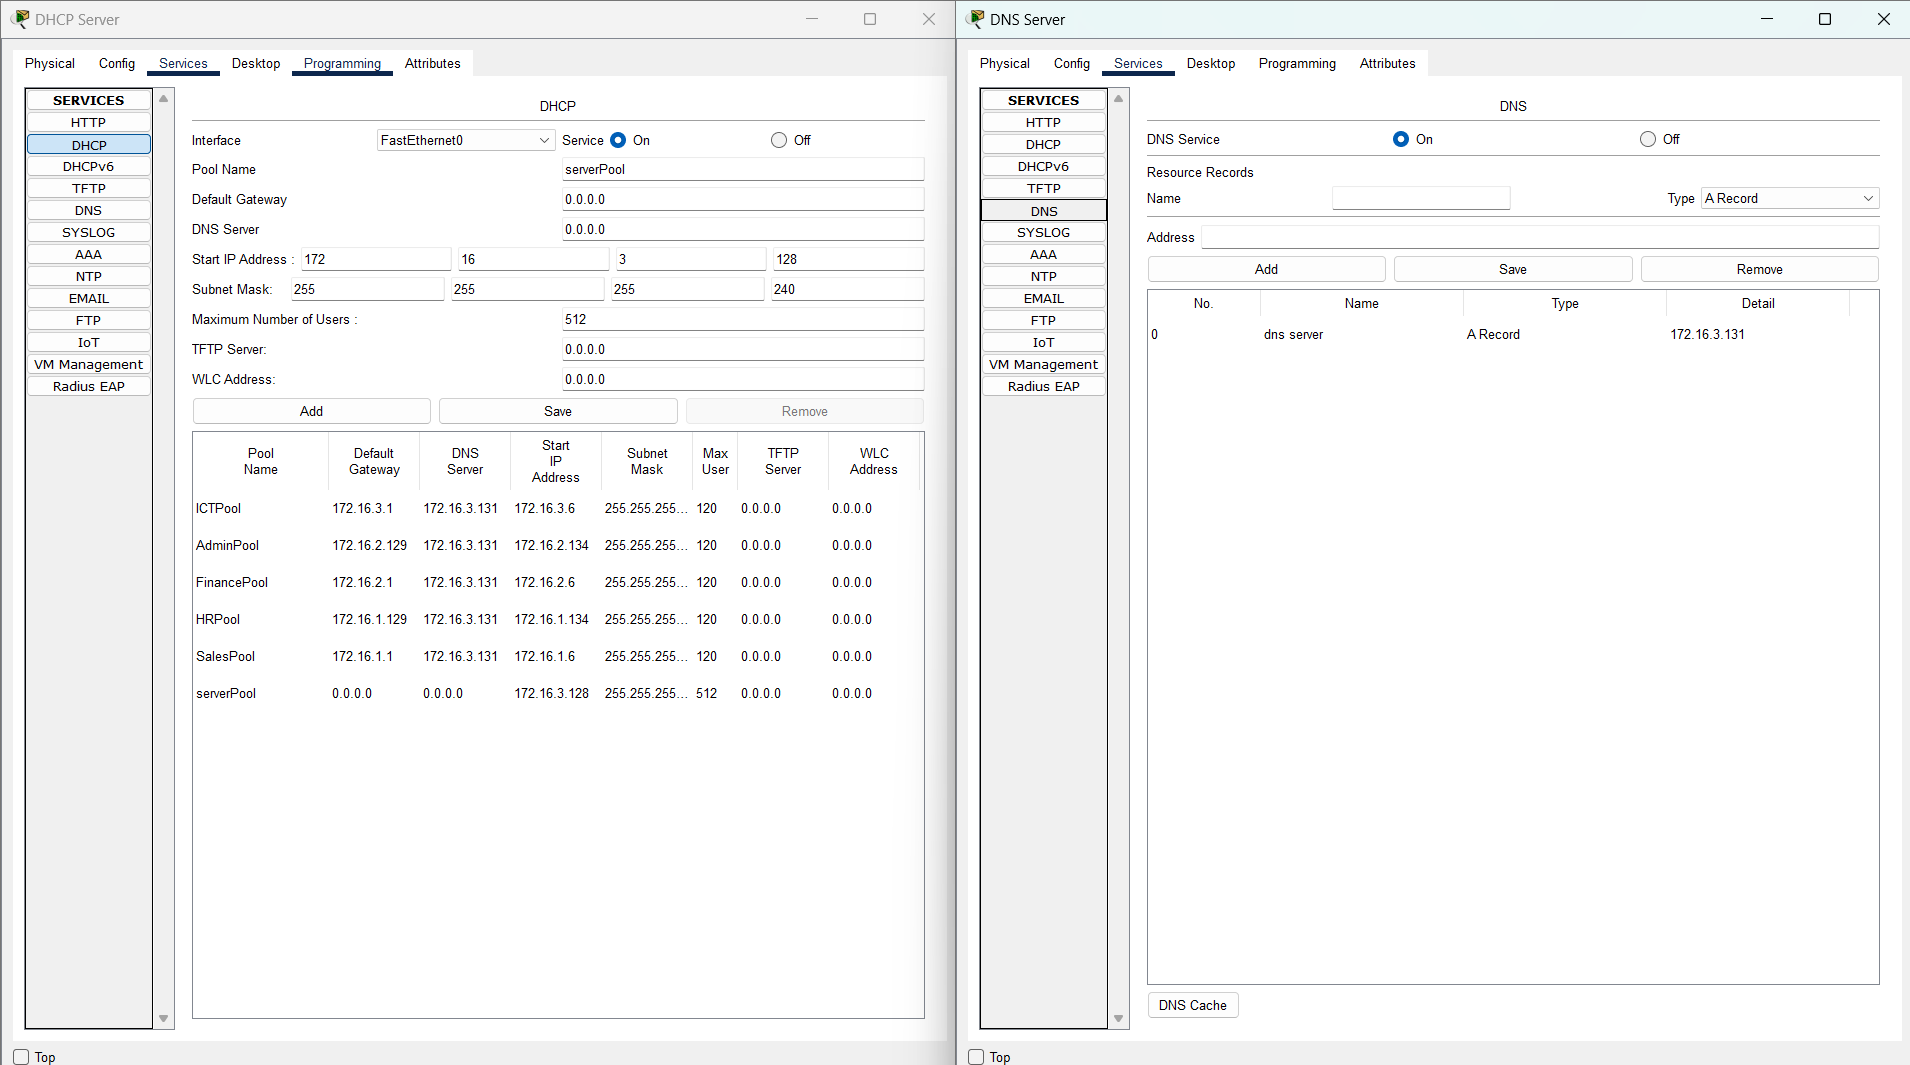 DHCP Server
Physical Config Services Desktop Programming Attributes
SERVICES
HTTP
DHCP
DHCPv6
TFTP
DNS
SYSLOG
AAA
NTP
EMAIL
FTP
IoT
VM Management
Radius EAP
DHCP
Interface FastEthernet0 Service On Off
Pool Name serverPool
Default Gateway 0.0.0.0
DNS Server 0.0.0.0
Start IP Address : 172 16 3 128
Subnet Mask: 255 255 255 240
Maximum Number of Users : 512
TFTP Server: 0.0.0.0
WLC Address: 0.0.0.0
Add Save Remove
Pool Name Default Gateway DNS Server Start IP Address Subnet Mask Max User TFTP Server WLC Address
ICTPool 172.16.3.1 172.16.3.131 172.16.3.6 255.255.255... 120 0.0.0.0 0.0.0.0
AdminPool 172.16.2.129 172.16.3.131 172.16.2.134 255.255.255... 120 0.0.0.0 0.0.0.0
FinancePool 172.16.2.1 172.16.3.131 172.16.2.6 255.255.255... 120 0.0.0.0 0.0.0.0
HRPool 172.16.1.129 172.16.3.131 172.16.1.134 255.255.255... 120 0.0.0.0 0.0.0.0
SalesPool 172.16.1.1 172.16.3.131 172.16.1.6 255.255.255... 120 0.0.0.0 0.0.0.0
serverPool 0.0.0.0 0.0.0.0 172.16.3.128 255.255.255... 512 0.0.0.0 0.0.0.0
Top
DNS Server
Physical Config Services Desktop Programming Attributes
SERVICES
HTTP
DHCP
DHCPv6
TFTP
DNS
SYSLOG
AAA
NTP
EMAIL
FTP
IoT
VM Management
Radius EAP
DNS
DNS Service On Off
Resource Records
Name Type A Record
Address
Add Save Remove
No. Name Type Detail
0 dns server A Record 172.16.3.131
DNS Cache
Top